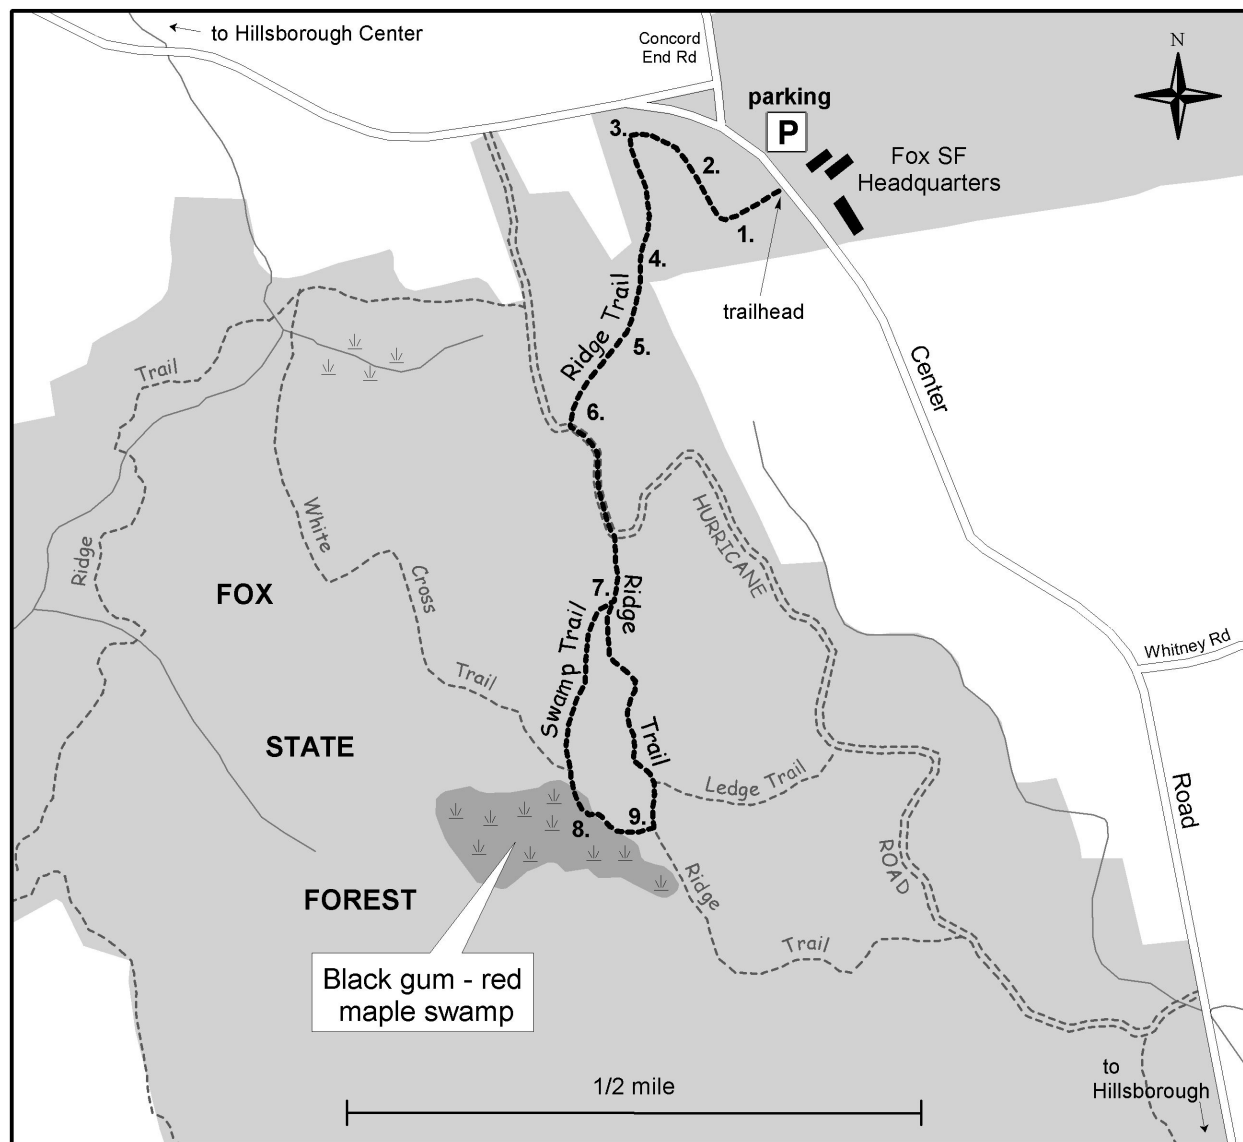 to Hillsborough Center
Concord
End Rd
N
parking
P
Fox SF
Headquarters
3.
2.
1.
4.
trailhead
Ridge Trail
5.
6.
Center
Trail
White
HURRICANE
Ridge
Cross
FOX
7.
Ridge
Swamp Trail
Whitney Rd
Trail
STATE
Trail
Ledge Trail
Road
8.
9.
ROAD
Ridge
FOREST
Trail
Black gum - red
maple swamp
to
Hillsborough
1/2 mile